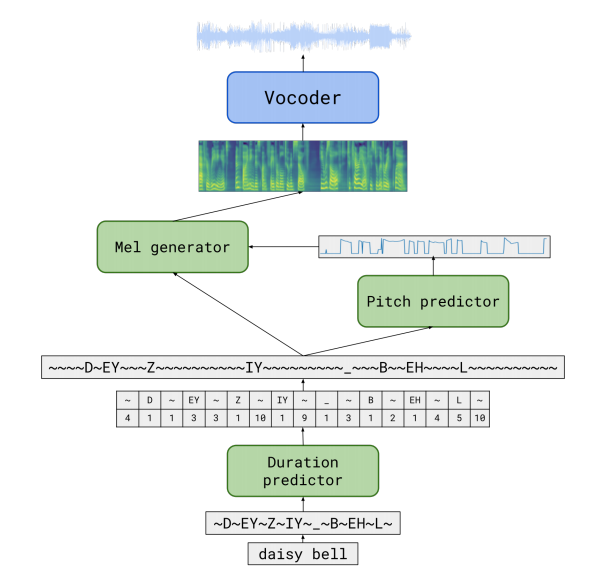 Vocoder
Mel generator
Pitch predictor
~~~~D~EY~~~Z~~~~~~~~~~IY~~~~~~~~~_~~~B~~EH~~~~L~~~~~~~~~~
~ D ~ EY ~ Z ~ IY ~ _ ~ B ~ EH ~ L ~
4 1 1 3 3 1 10 1 9 1 3 1 2 1 4 5 10
Duration
predictor
~D~EY~Z~IY~_~B~EH~L~
daisy bell